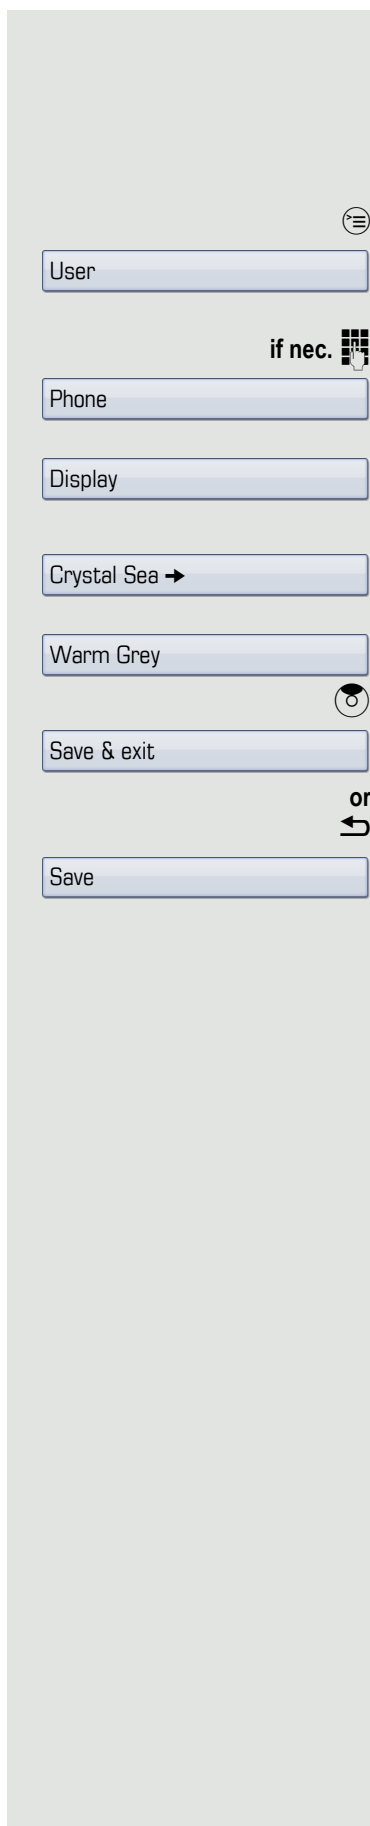 User
if nec.
Phone
Display
Crystal Sea →
Warm Grey
Save & exit
or
Save